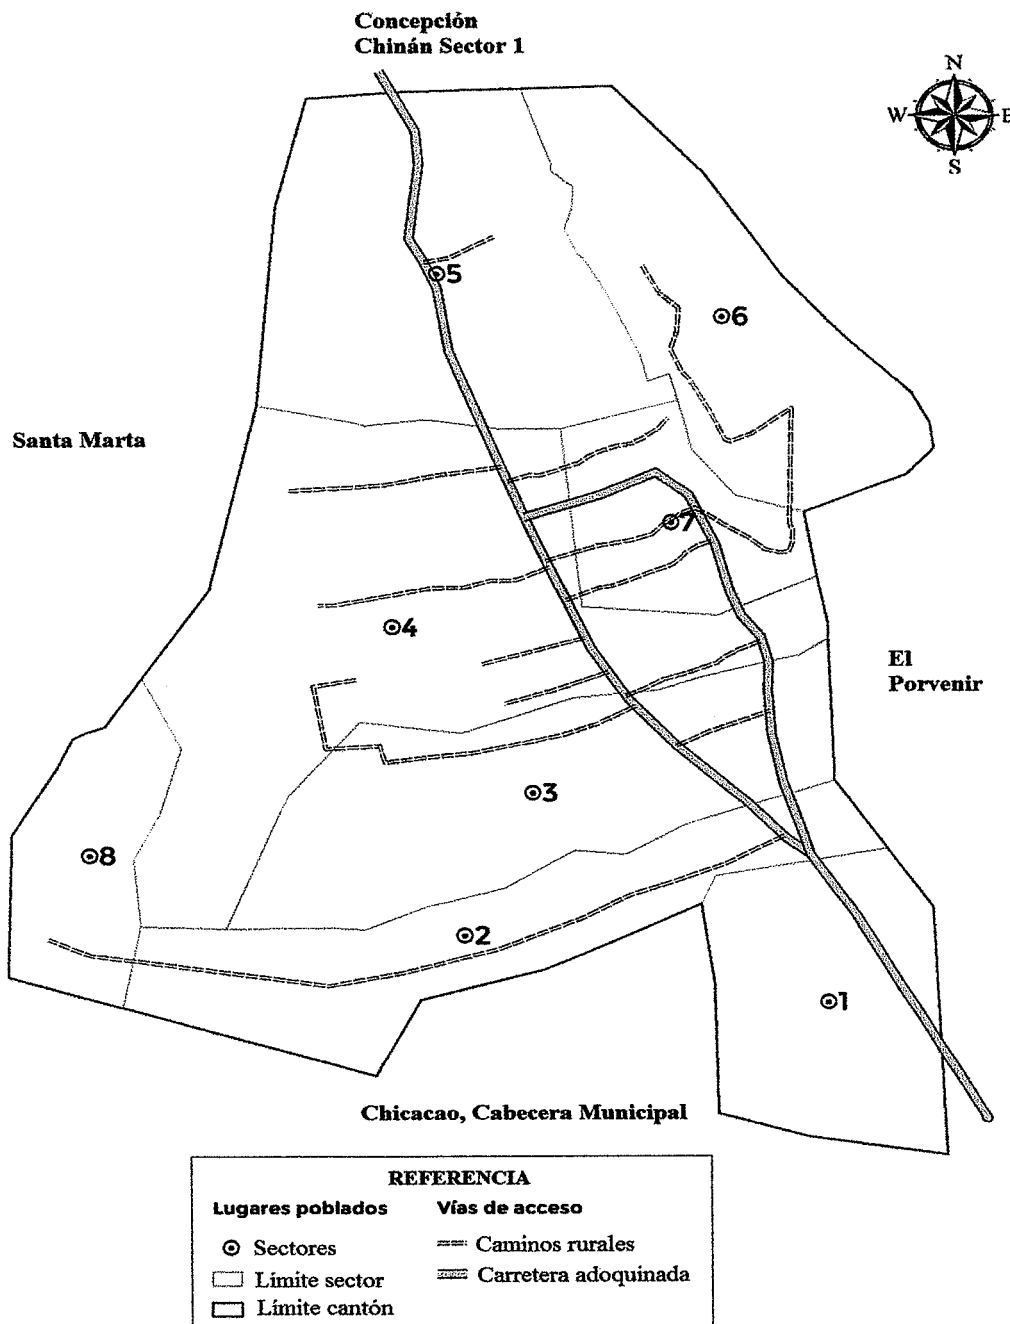 Concepción
Chinán Sector 1
N
W E
S
5
6
Santa Marta
7
4
El
Porvenir
3
8
2
1
Chicacao, Cabecera Municipal
REFERENCIA
Lugares poblados Vías de acceso
Sectores Caminos rurales
Límite sector Carretera adoquinada
Límite cantón